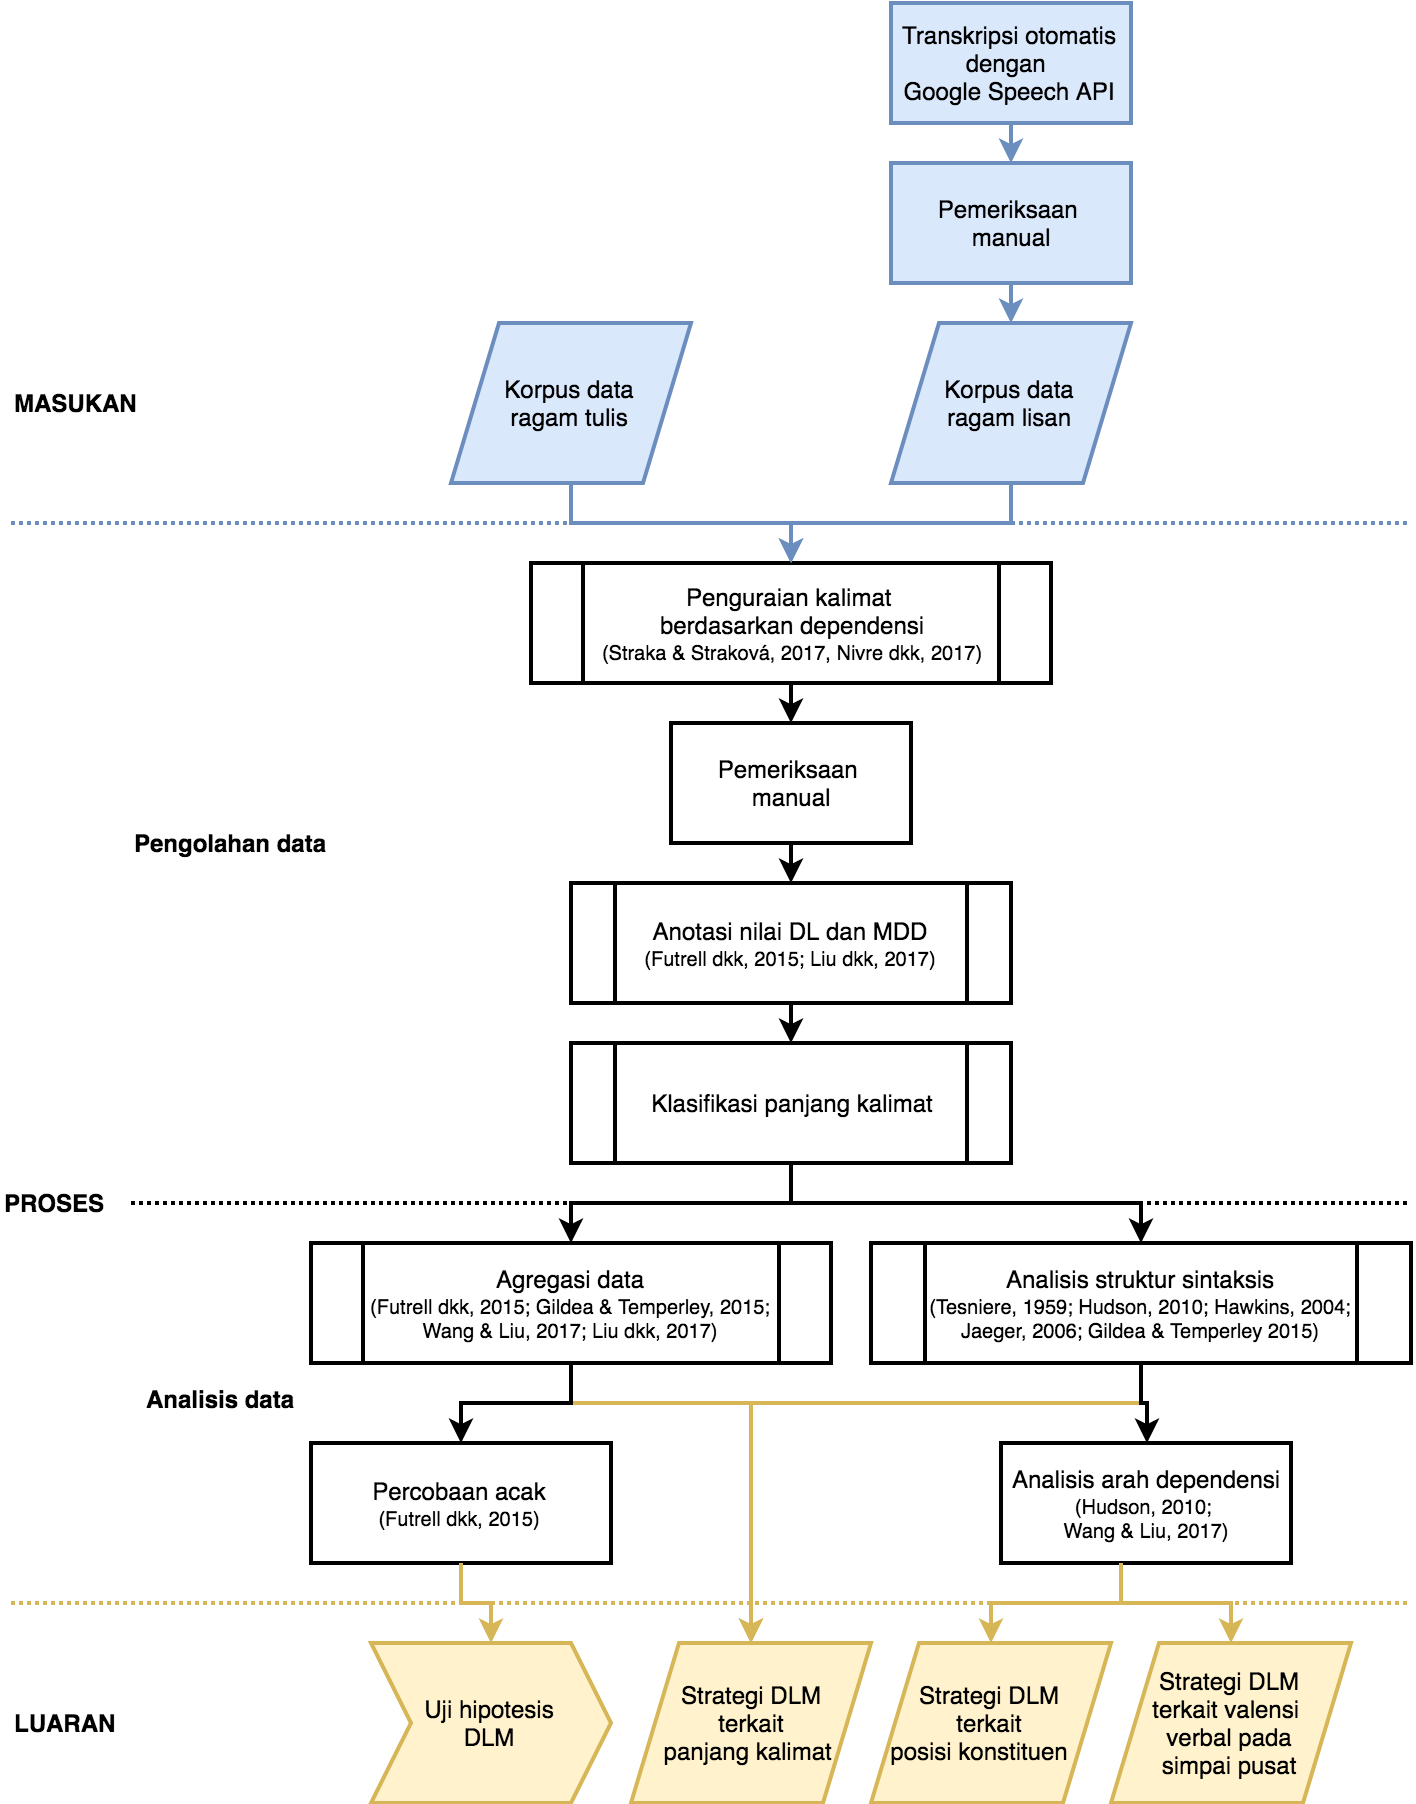 Transkripsi otomatis
dengan
Google Speech API
Pemeriksaan
manual
MASUKAN
Korpus data
ragam tulis
Korpus data
ragam lisan
Penguraian kalimat
berdasarkan dependensi
(Straka & Straková, 2017, Nivre dkk, 2017)
Pemeriksaan
manual
Pengolahan data
Anotasi nilai DL dan MDD
(Futrell dkk, 2015; Liu dkk, 2017)
Klasifikasi panjang kalimat
PROSES
Agregasi data
(Futrell dkk, 2015; Gildea & Temperley, 2015;
Wang & Liu, 2017; Liu dkk, 2017)
Analisis struktur sintaksis
(Tesniere, 1959; Hudson, 2010; Hawkins, 2004;
Jaeger, 2006; Gildea & Temperley 2015)
Analisis data
Percobaan acak
(Futrell dkk, 2015)
Analisis arah dependensi
(Hudson, 2010;
Wang & Liu, 2017)
LUARAN
Uji hipotesis
DLM
Strategi DLM
terkait
panjang kalimat
Strategi DLM
terkait
posisi konstituen
Strategi DLM
terkait valensi
verbal pada
simpai pusat